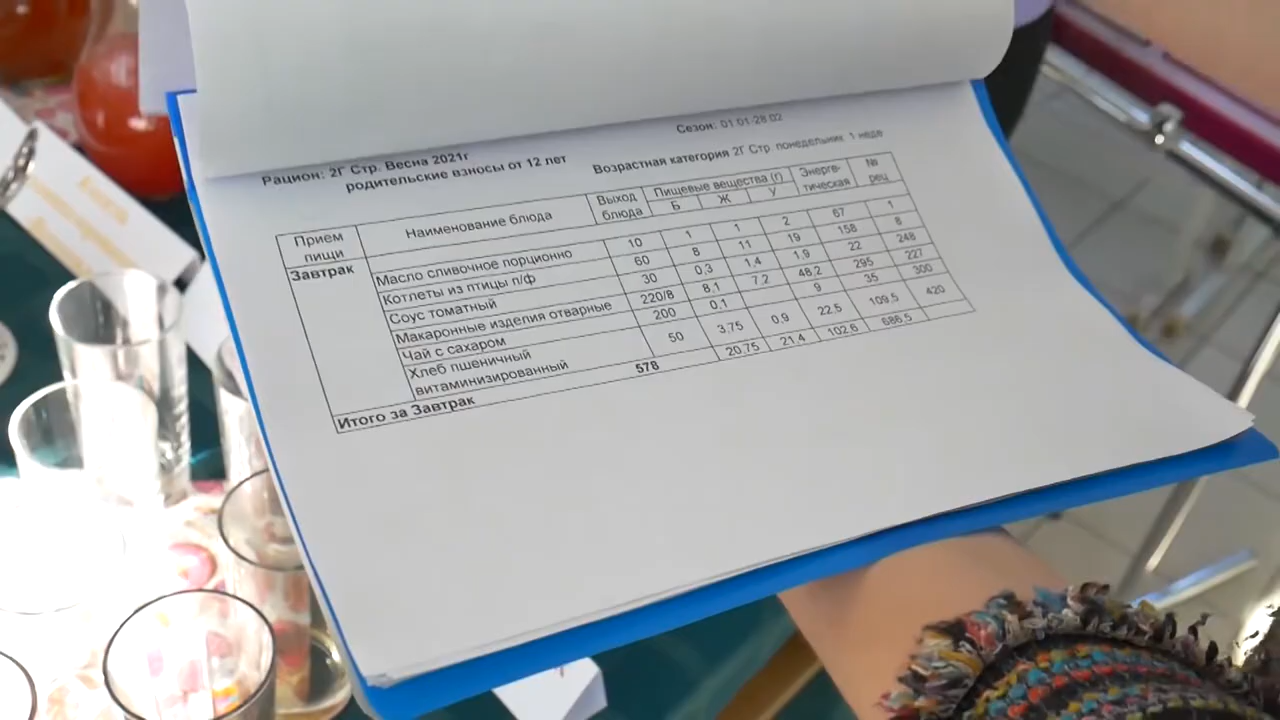 Сезон: 01.01-28.02
Рацион: 2Г Стр. Весна 2021г
родительские взносы от 12 лет
Возрастная категория 2Г Стр. понедельник 1 неде
Прием пищи Наименование блюда Выход блюда Пищевые вещества (г) Б Ж У Энерге-тическая № рец
Завтрак Масло сливочное порционно 10 1 1 2 67 1
Котлеты из птицы п/ф 60 8 11 19 158 8
Соус томатный 30 0,3 1,4 1,9 22 248
Макаронные изделия отварные 220/8 8,1 7,2 48,2 295 227
Чай с сахаром 200 0,1 9 35 300
Хлеб пшеничный витаминизированный 50 3,75 0,9 22,5 109,5 420
Итого за Завтрак 578 20,75 21,4 102,6 686,5